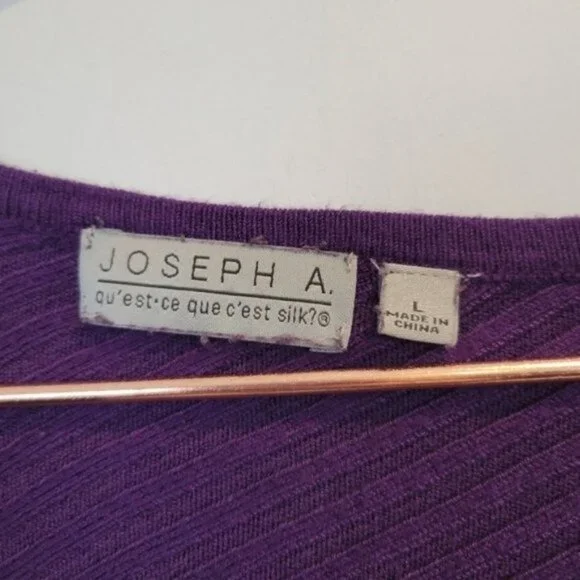 JOSEPH A.
qu'est•ce que c'est silk?®
L
MADE IN
CHINA